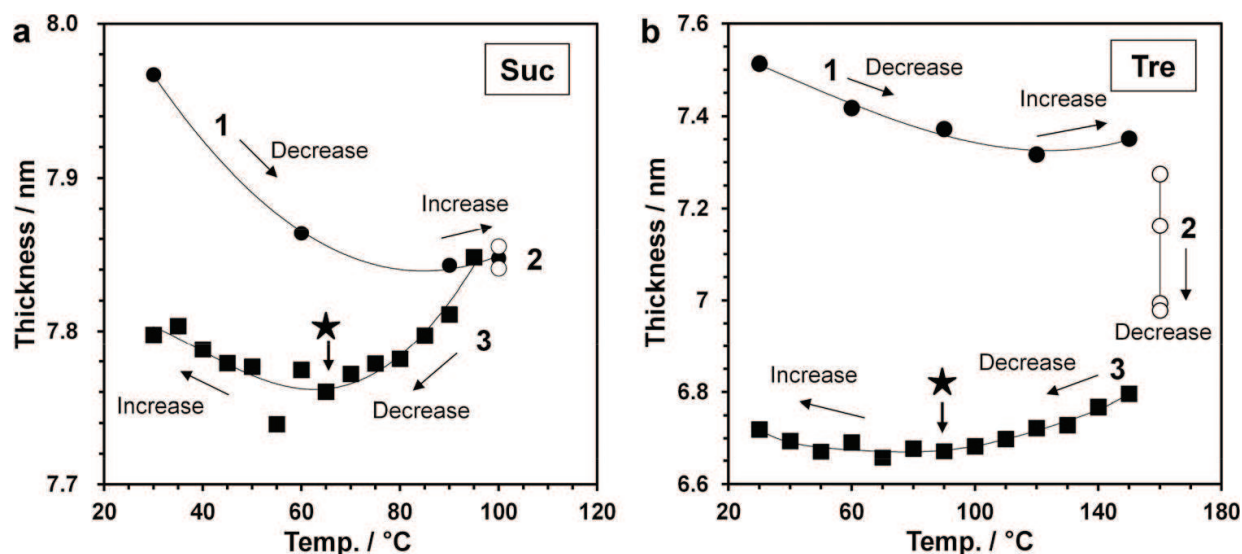 a
Suc
8.0
7.9
7.8
7.7
Thickness / nm
1
Decrease
Increase
2
3
Decrease
Increase
20 40 60 80 100 120
Temp. / °C
b
Tre
7.6
7.4
7.2
7
6.8
6.6
Thickness / nm
1
Decrease
Increase
2
Decrease
Decrease
3
Increase
20 60 100 140 180
Temp. / °C